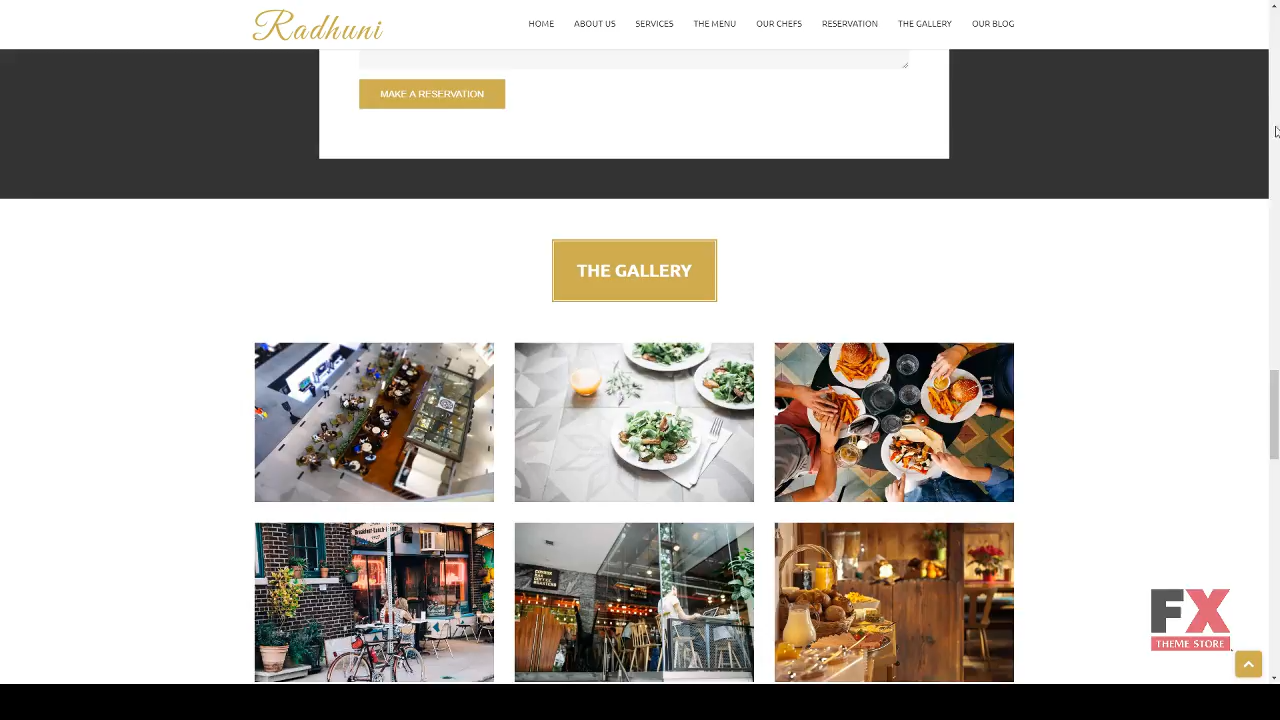 Radhuni
HOME ABOUT US SERVICES THE MENU OUR CHEFS RESERVATION THE GALLERY OUR BLOG
MAKE A RESERVATION
THE GALLERY
FX
THEME STORE